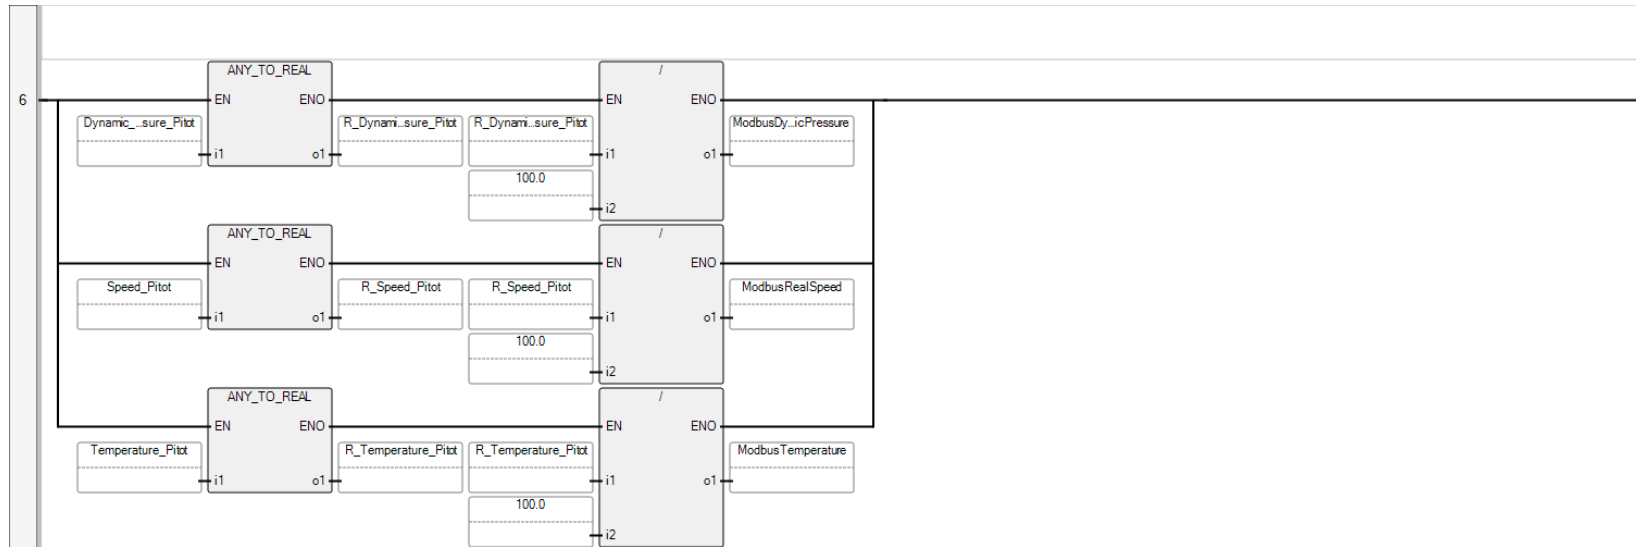 ANY_TO_REAL /
6 EN ENO EN ENO
Dynamic_...sure_Pitot R_Dynami...sure_Pitot R_Dynami...sure_Pitot ModbusDy...icPressure
i1 o1 i1 o1
100.0
i2
ANY_TO_REAL /
EN ENO EN ENO
Speed_Pitot R_Speed_Pitot R_Speed_Pitot ModbusRealSpeed
i1 o1 i1 o1
100.0
i2
ANY_TO_REAL /
EN ENO EN ENO
Temperature_Pitot R_Temperature_Pitot R_Temperature_Pitot ModbusTemperature
i1 o1 i1 o1
100.0
i2